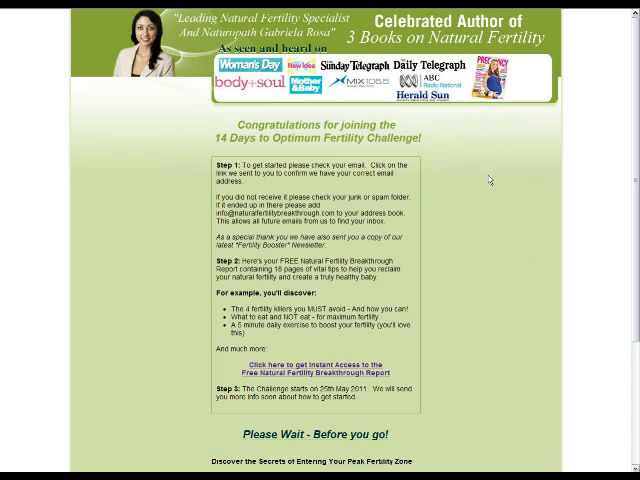 "Leading Natural Fertility Specialist
And Naturopath Gabriela Rosa"
Celebrated Author of
3 Books on Natural Fertility
As seen and heard on
Woman's Day
New Idea
The Sunday Telegraph
The Daily Telegraph
PREGNANCY
body+soul
Mother
&Baby
MIX 106.5
ABC
Radio National
Herald Sun
Congratulations for joining the
14 Days to Optimum Fertility Challenge!
Step 1: To get started please check your email. Click on the
link we sent to you to confirm we have your correct email
address.
If you did not receive it please check your junk or spam folder.
If it ended up in there please add
info@naturalfertilitybreakthrough.com to your address book.
This allows all future emails from us to find your inbox.
As a special thank you we have also sent you a copy of our
latest "Fertility Booster" Newsletter.
Step 2: Here's your FREE Natural Fertility Breakthrough
Report containing 18 pages of vital tips to help you reclaim
your natural fertility and create a truly healthy baby.
For example, you'll discover:
• The 4 fertility killers you MUST avoid - And how you can!
• What to eat and NOT eat - for maximum fertility
• A 5 minute daily exercise to boost your fertility (you'll love
this)
And much more:
Click here to get Instant Access to the
Free Natural Fertility Breakthrough Report
Step 3: The Challenge starts on 25th May 2011. We will send
you more info soon about how to get started.
Please Wait - Before you go!
Discover the Secrets of Entering Your Peak Fertility Zone